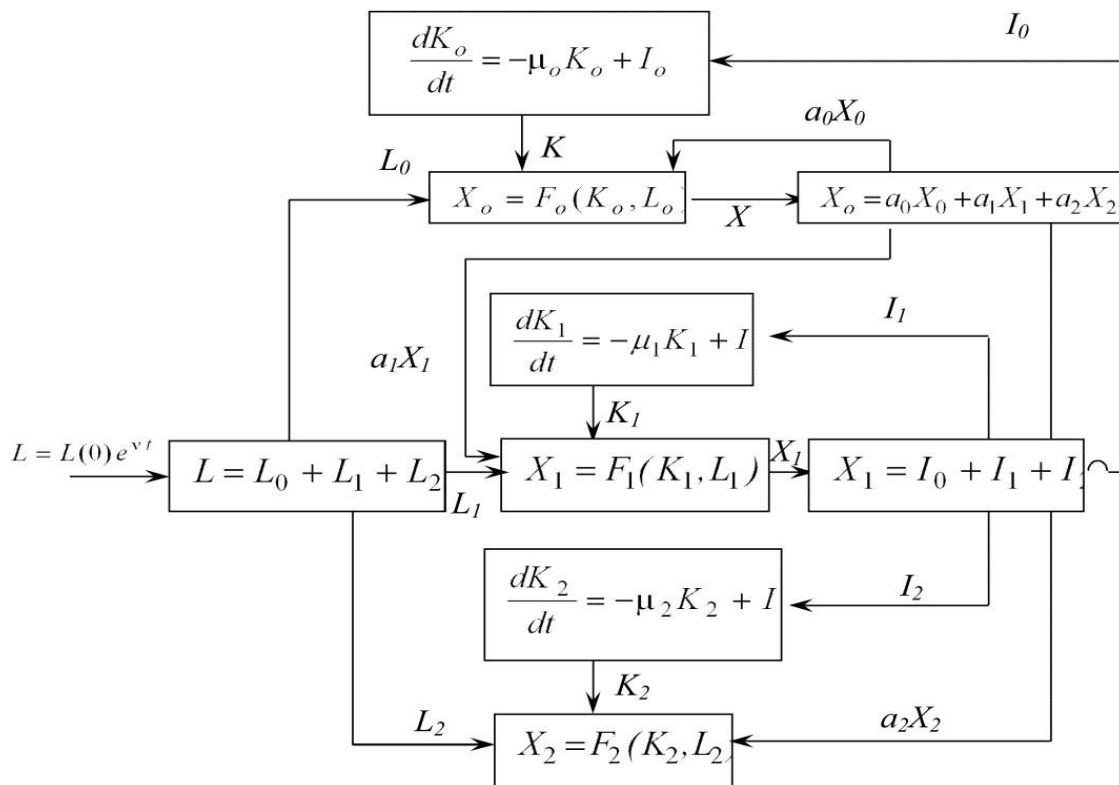 I₀
dKₒ/dt = −μₒKₒ + Iₒ
a₀X₀
K
L₀
Xₒ = Fₒ(Kₒ, Lₒ)
X
Xₒ = a₀X₀ + a₁X₁ + a₂X₂
I₁
dK₁/dt = −μ₁K₁ + I
a₁X₁
K₁
L = L(0) e^{νt}
L = L₀ + L₁ + L₂
L₁
X₁ = F₁(K₁, L₁)
X₁
X₁ = I₀ + I₁ + I₂
dK₂/dt = −μ₂K₂ + I
I₂
K₂
L₂
X₂ = F₂(K₂, L₂)
a₂X₂